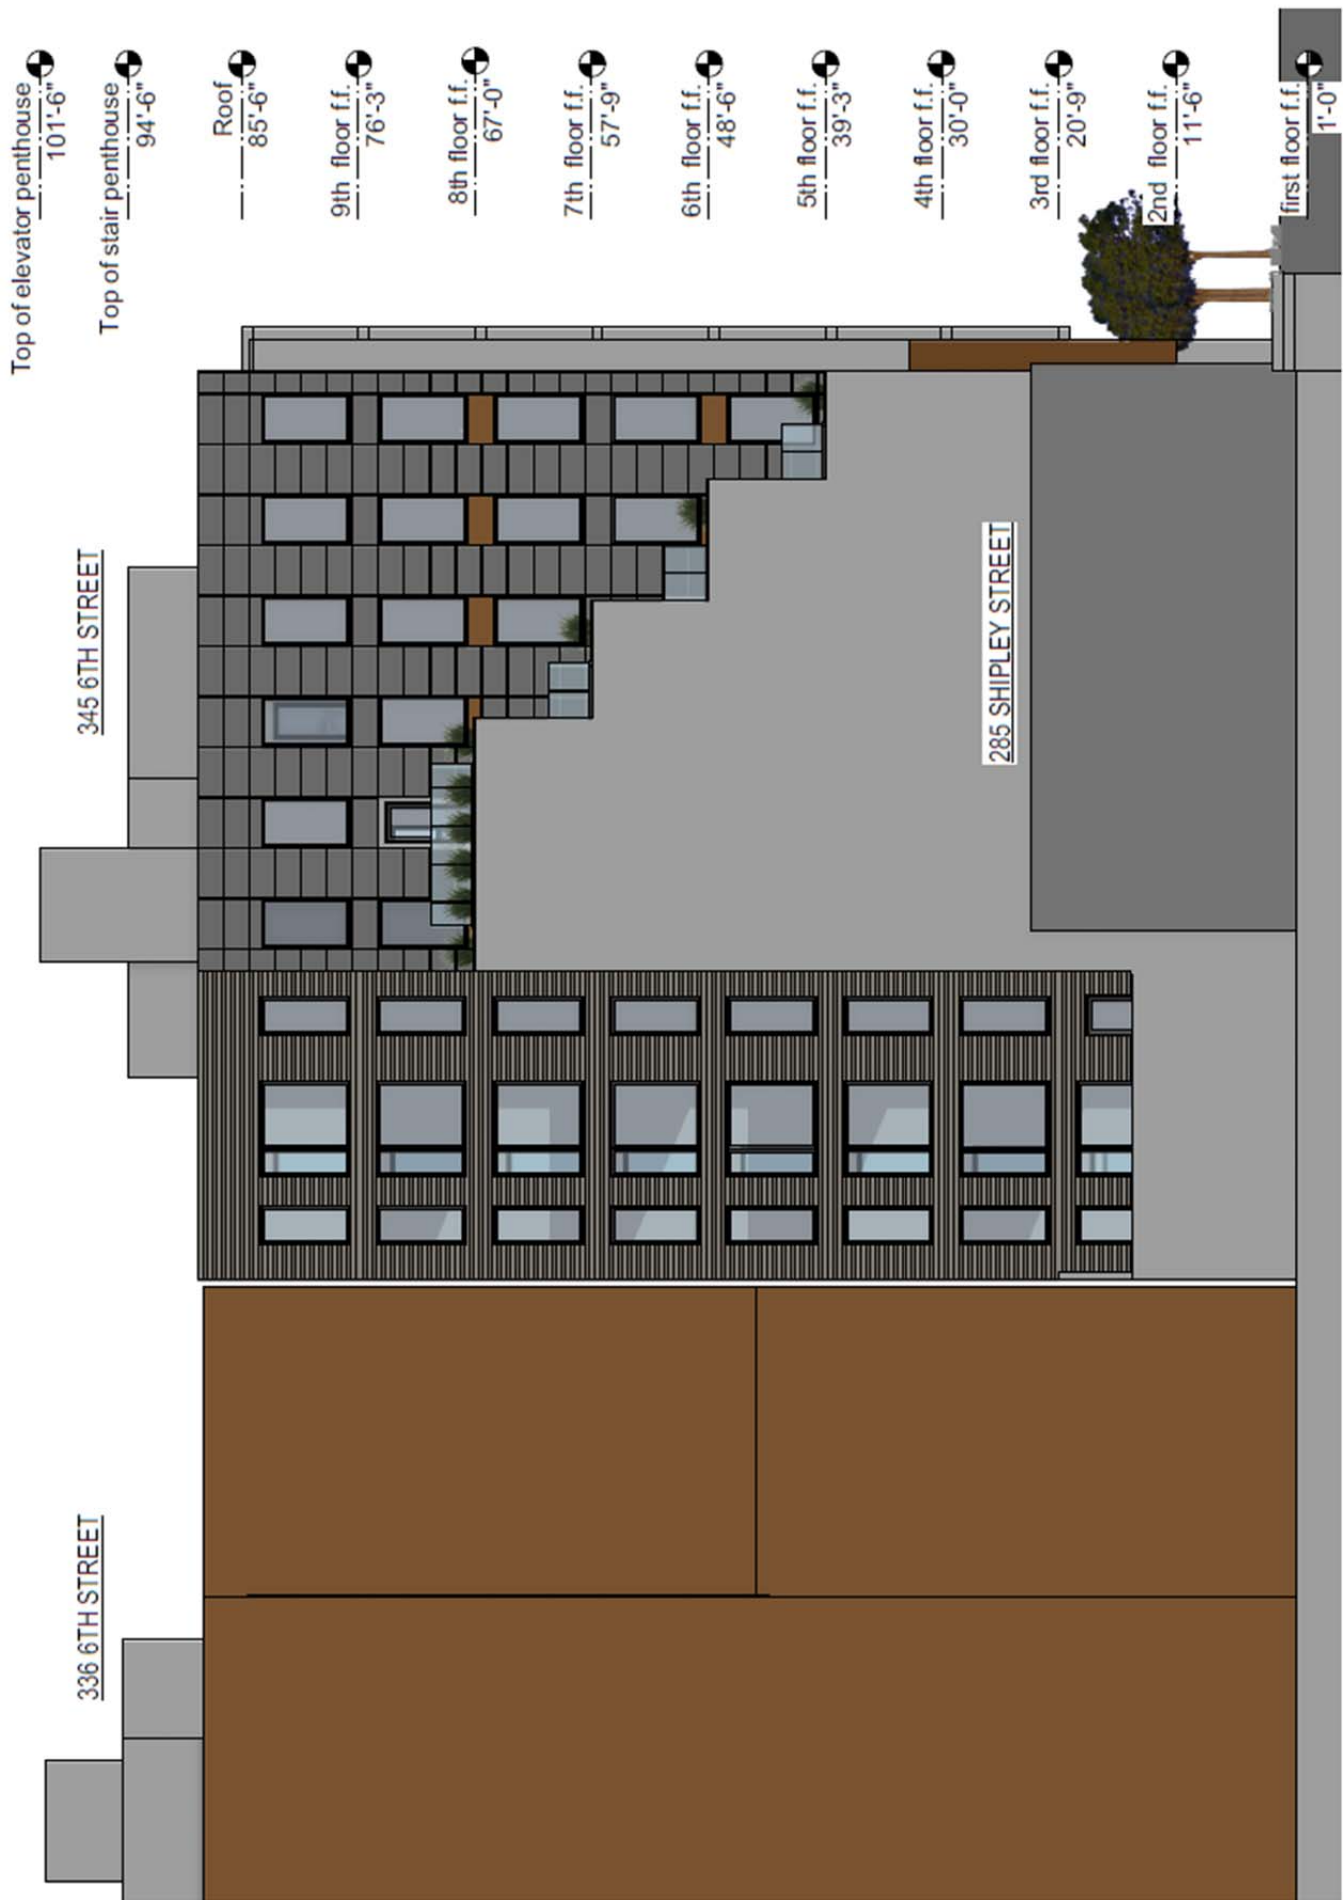 336 6TH STREET
345 6TH STREET
285 SHIPLEY STREET
Top of elevator penthouse
101'-6"
Top of stair penthouse
94'-6"
Roof
85'-6"
9th floor f.f.
76'-3"
8th floor f.f.
67'-0"
7th floor f.f.
57'-9"
6th floor f.f.
48'-6"
5th floor f.f.
39'-3"
4th floor f.f.
30'-0"
3rd floor f.f.
20'-9"
2nd floor f.f.
11'-6"
first floor f.f.
1'-0"